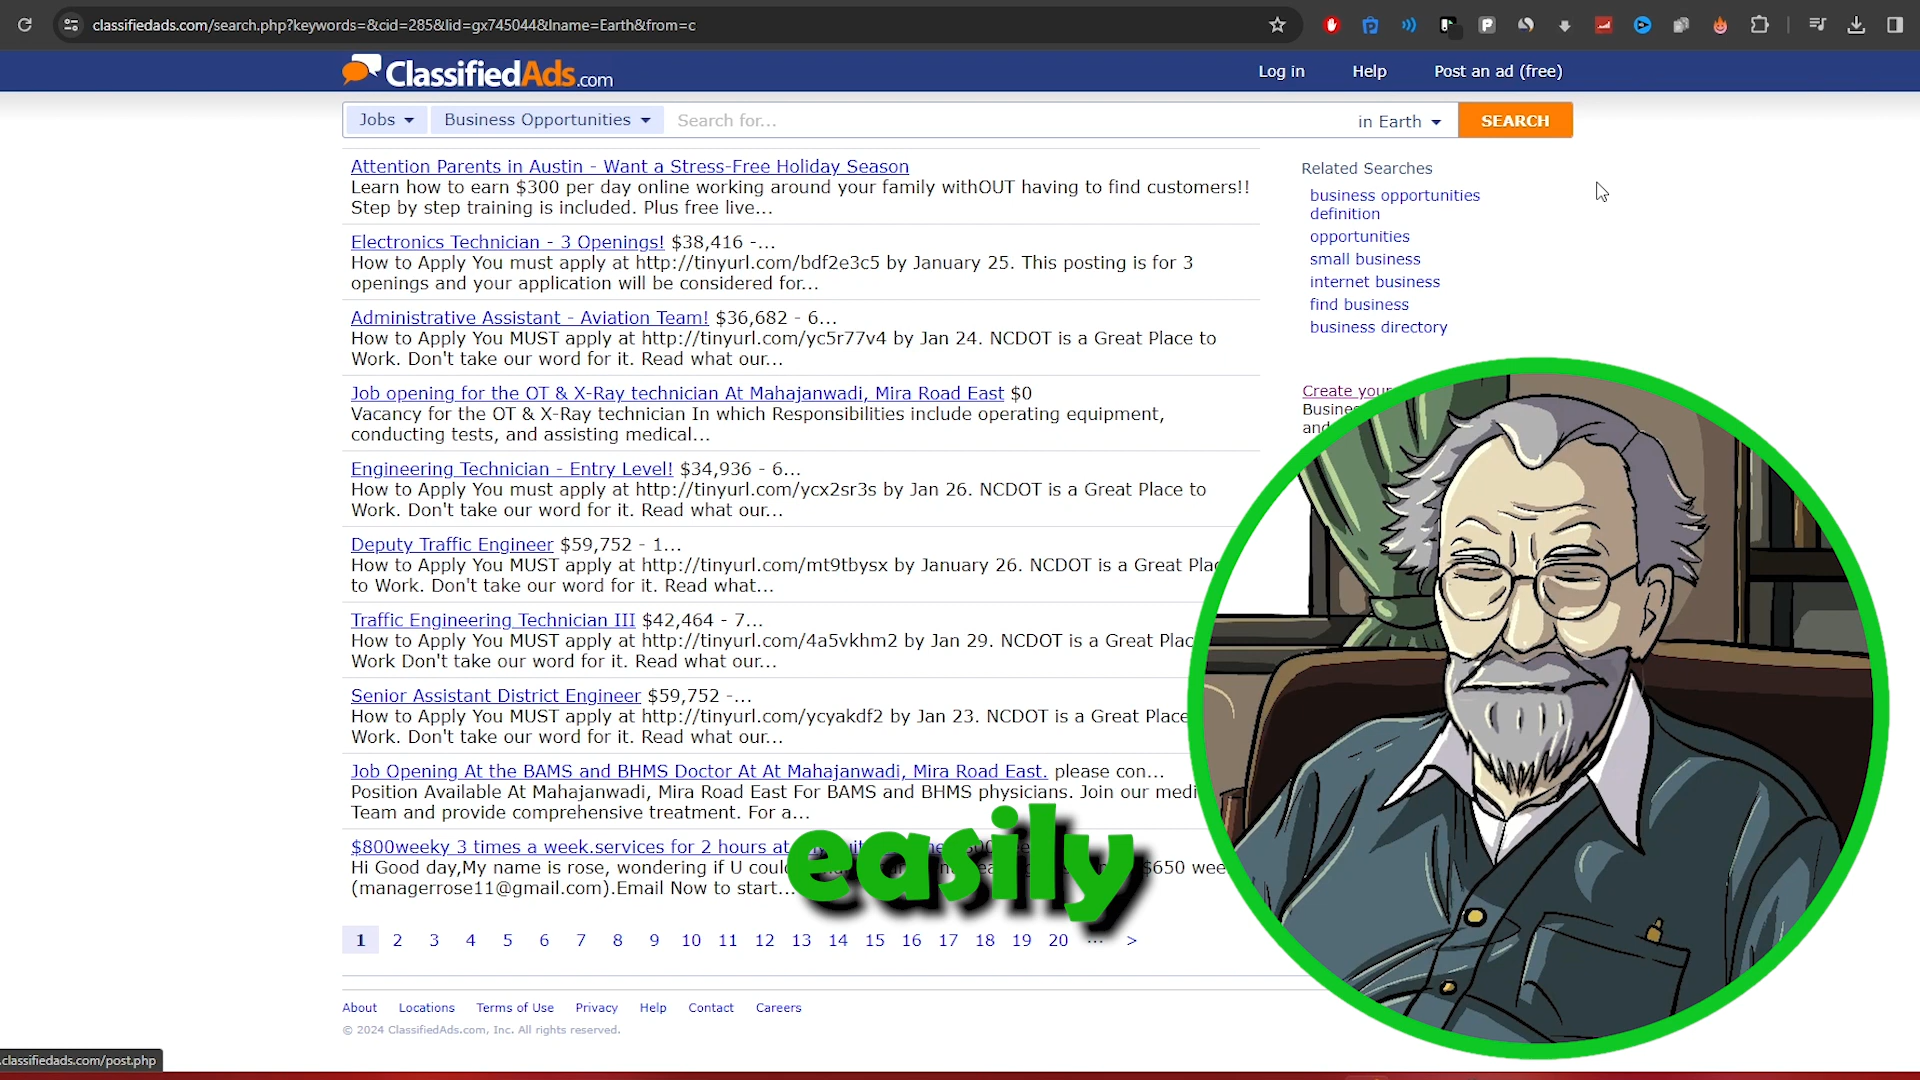 classifiedads.com/search.php?keywords=&cid=285&lid=gx745044&lname=Earth&from=c
ClassifiedAds.com
Log in
Help
Post an ad (free)
Jobs
Business Opportunities
Search for...
in Earth
SEARCH
Attention Parents in Austin - Want a Stress-Free Holiday Season
Learn how to earn $300 per day online working around your family withOUT having to find customers!!
Step by step training is included. Plus free live...
Electronics Technician - 3 Openings! $38,416 -...
How to Apply You must apply at http://tinyurl.com/bdf2e3c5 by January 25. This posting is for 3
openings and your application will be considered for...
Administrative Assistant - Aviation Team! $36,682 - 6...
How to Apply You MUST apply at http://tinyurl.com/yc5r77v4 by Jan 24. NCDOT is a Great Place to
Work. Don't take our word for it. Read what our...
Job opening for the OT & X-Ray technician At Mahajanwadi, Mira Road East $0
Vacancy for the OT & X-Ray technician In which Responsibilities include operating equipment,
conducting tests, and assisting medical...
Engineering Technician - Entry Level! $34,936 - 6...
How to Apply You must apply at http://tinyurl.com/ycx2sr3s by Jan 26. NCDOT is a Great Place to
Work. Don't take our word for it. Read what our...
Deputy Traffic Engineer $59,752 - 1...
How to Apply You MUST apply at http://tinyurl.com/mt9tbysx by January 26. NCDOT is a Great
to Work. Don't take our word for it. Read what...
Traffic Engineering Technician III $42,464 - 7...
How to Apply You MUST apply at http://tinyurl.com/4a5vkhm2 by Jan 29. NCDOT is a Great Place
Work Don't take our word for it. Read what our...
Senior Assistant District Engineer $59,752 -...
How to Apply You MUST apply at http://tinyurl.com/ycyakdf2 by Jan 23. NCDOT is a Great Place
Work. Don't take our word for it. Read what our...
Job Opening At the BAMS and BHMS Doctor At At Mahajanwadi, Mira Road East. please con...
Position Available At Mahajanwadi, Mira Road East For BAMS and BHMS physicians. Join our
Team and provide comprehensive treatment. For a...
$800weeky 3 times a week.services for 2 hours at
Hi Good day,My name is rose, wondering if U $650
(managerrose11@gmail.com).Email Now to start...
easily
1 2 3 4 5 6 7 8 9 10 11 12 13 14 15 16 17 18 19 20 ... >
Related Searches
business opportunities
definition
opportunities
small business
internet business
find business
business directory
Create your
and
About
Locations
Terms of Use
Privacy
Help
Contact
Careers
© 2024 ClassifiedAds.com, Inc. All rights reserved.
.classifiedads.com/post.php